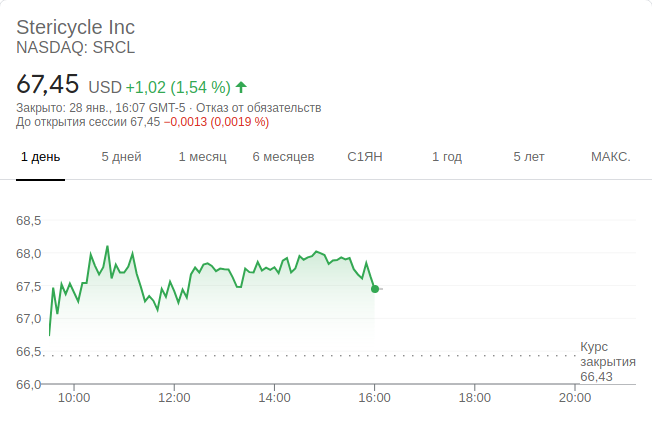 Stericycle Inc
NASDAQ: SRCL
67,45 USD +1,02 (1,54 %)
Закрыто: 28 янв., 16:07 GMT-5 · Отказ от обязательств
До открытия сессии 67,45 −0,0013 (0,0019 %)
1 день 5 дней 1 месяц 6 месяцев С1ЯН 1 год 5 лет МАКС.
68,5
68,0
67,5
67,0
66,5
66,0
Курс
закрытия
66,43
10:00 12:00 14:00 16:00 18:00 20:00